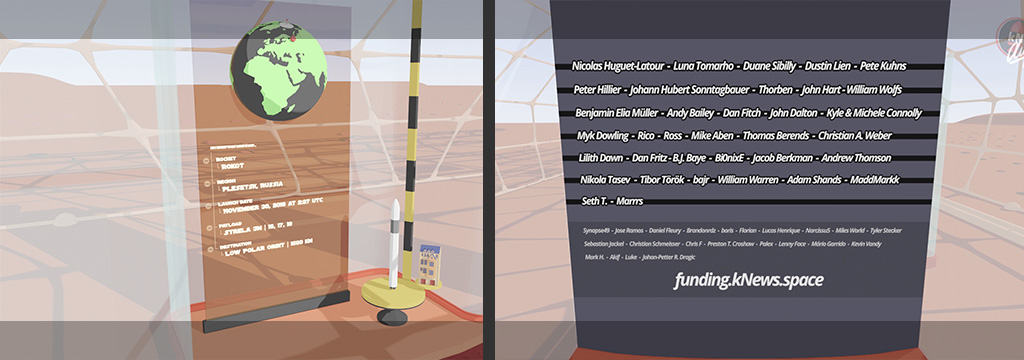 ROCKET
ROKOT
REGION
PLESETSK, RUSSIA
LAUNCH DATE
NOVEMBER 30, 2018 AT 2:27 UTC
PAYLOAD
STRELA 3M | 16, 17, 18
DESTINATION
LOW POLAR ORBIT | 1500 KM
Nicolas Huguet-Latour - Luna Tomarho - Duane Sibilly - Dustin Lien - Pete Kuhns
Peter Hillier - Johann Hubert Sonntagbauer - Thorben - John Hart - William Wolfs
Benjamin Elia Müller - Andy Bailey - Dan Fitch - John Dalton - Kyle & Michele Connolly
Myk Dowling - Rico - Ross - Mike Aben - Thomas Berends - Christian A. Weber
Lilith Dawn - Dan Fritz - B.J. Baye - Bl0nixE - Jacob Berkman - Andrew Thomson
Nikola Tasev - Tibor Török - bajr - William Warren - Adam Shands - MaddMarkk
Seth T. - Marrrs
Synapse49 - Jose Ramos - Daniel Fleury - Brandsonrdz - boris - Florian - Lucas Henrique - Narcissu5 - Miles World - Tyler Stecker
Sebastian Jackel - Christian Schmeisser - Chris F - Preston T. Croshaw - Palex - Lenny Face - Mário Garrido - Kevin Vandy
Mark H. - Akif - Luke - Johan-Petter R. Dragic
funding.kNews.space